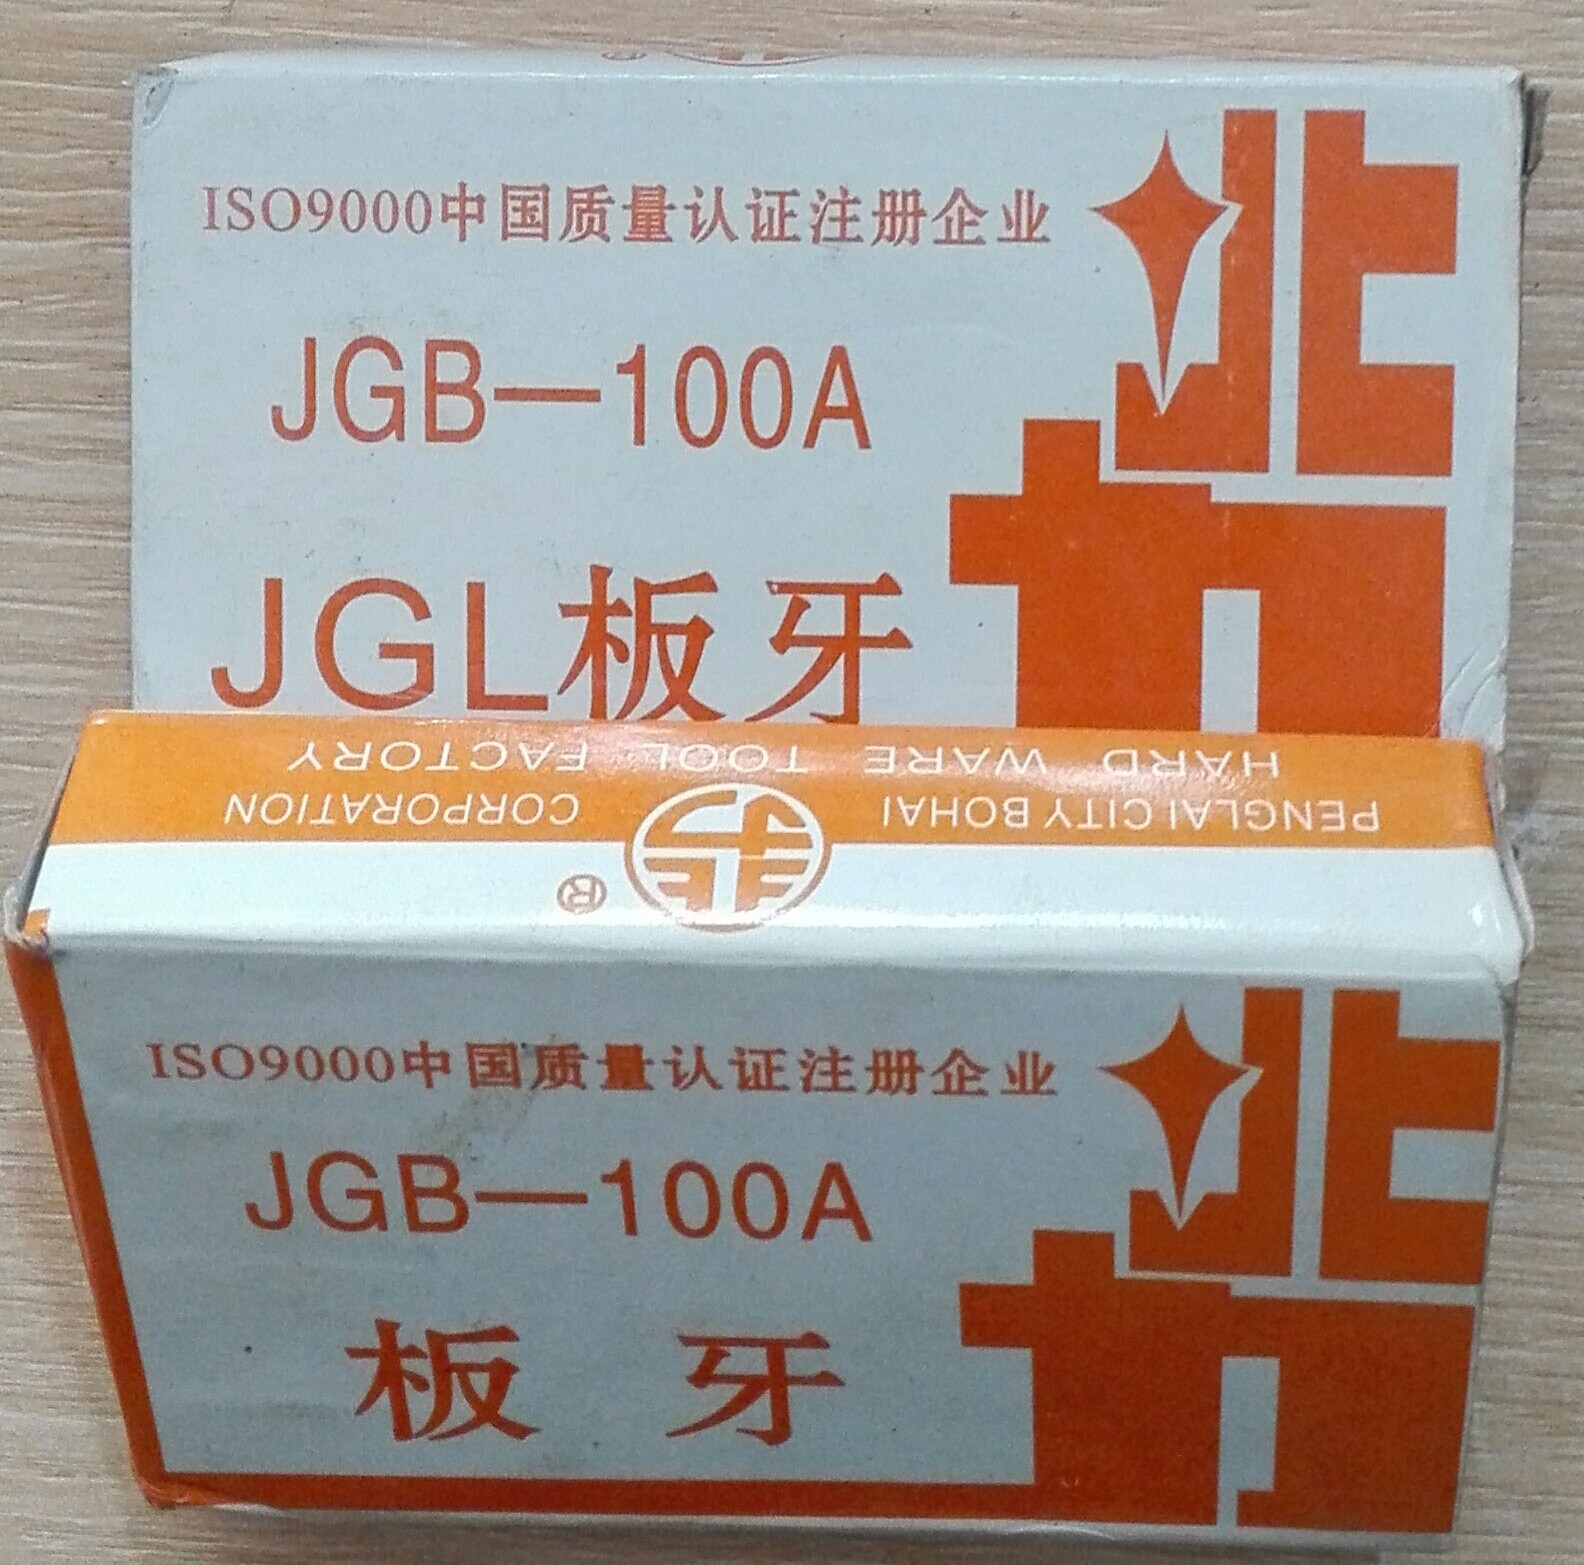 ISO9000中国质量认证注册企业
JGB—100A
JGL板牙
PENGLAI CITY BOHAI CORPORATION
HARD WARE TOOL FACTORY
®
ISO9000中国质量认证注册企业
JGB—100A
板牙